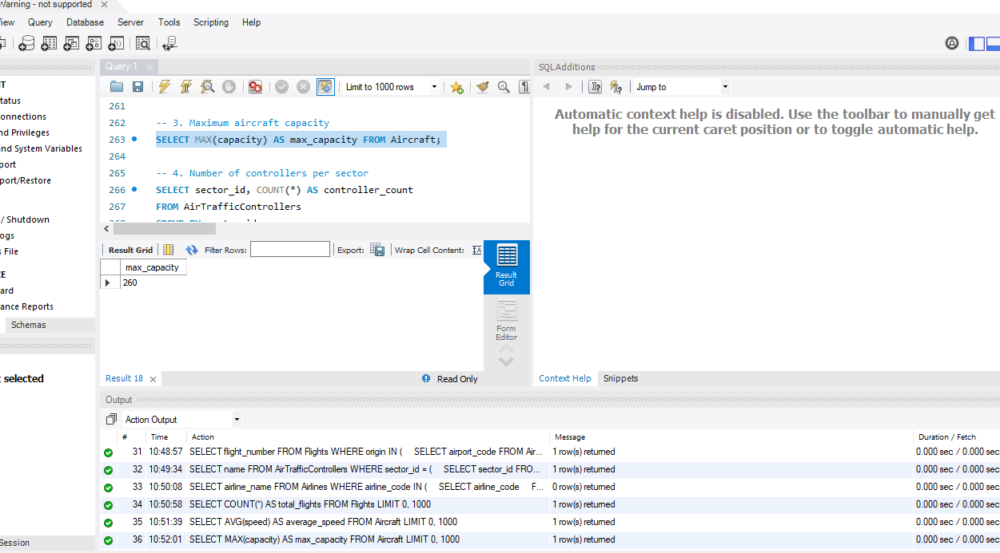 Warning - not supported
View Query Database Server Tools Scripting Help
Query 1
SQLAdditions
Limit to 1000 rows
Jump to
T
tatus
onnections
nd Privileges
nd System Variables
port
port/Restore
/ Shutdown
ogs
s File
CE
ard
ance Reports
Schemas
t selected
Session
261
262 -- 3. Maximum aircraft capacity
263 SELECT MAX(capacity) AS max_capacity FROM Aircraft;
264
265 -- 4. Number of controllers per sector
266 SELECT sector_id, COUNT(*) AS controller_count
267 FROM AirTrafficControllers
Automatic context help is disabled. Use the toolbar to manually get
help for the current caret position or to toggle automatic help.
Result Grid Filter Rows: Export: Wrap Cell Content:
max_capacity
260
Result
Grid
Form
Editor
Result 18 Read Only
Context Help Snippets
Output
Action Output
# Time Action Message Duration / Fetch
31 10:48:57 SELECT flight_number FROM Flights WHERE origin IN ( SELECT airport_code FROM Air... 1 row(s) returned 0.000 sec / 0.000 sec
32 10:49:34 SELECT name FROM AirTrafficControllers WHERE sector_id = ( SELECT sector_id FRO... 1 row(s) returned 0.000 sec / 0.000 sec
33 10:50:08 SELECT airline_name FROM Airlines WHERE airline_code IN ( SELECT airline_code F... 0 row(s) returned 0.000 sec / 0.000 sec
34 10:50:58 SELECT COUNT(*) AS total_flights FROM Flights LIMIT 0, 1000 1 row(s) returned 0.000 sec / 0.000 sec
35 10:51:39 SELECT AVG(speed) AS average_speed FROM Aircraft LIMIT 0, 1000 1 row(s) returned 0.000 sec / 0.000 sec
36 10:52:01 SELECT MAX(capacity) AS max_capacity FROM Aircraft LIMIT 0, 1000 1 row(s) returned 0.000 sec / 0.000 sec